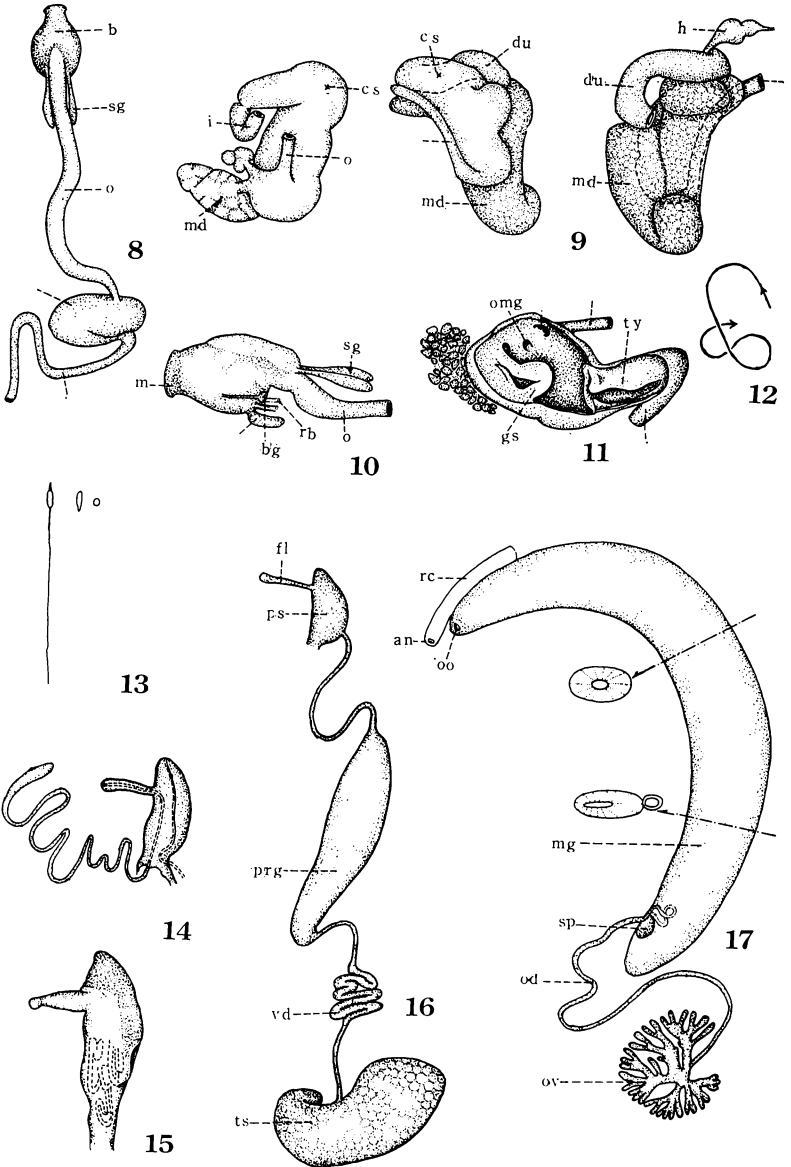 b
sg
o
8
i
cs
o
md
cs
du
md
h
du
md
9
m
sg
rb
bg
o
10
omg
ty
gs
11
12
13
14
15
fl
ps
prg
vd
ts
16
rc
an
oo
mg
sp
od
ov
17